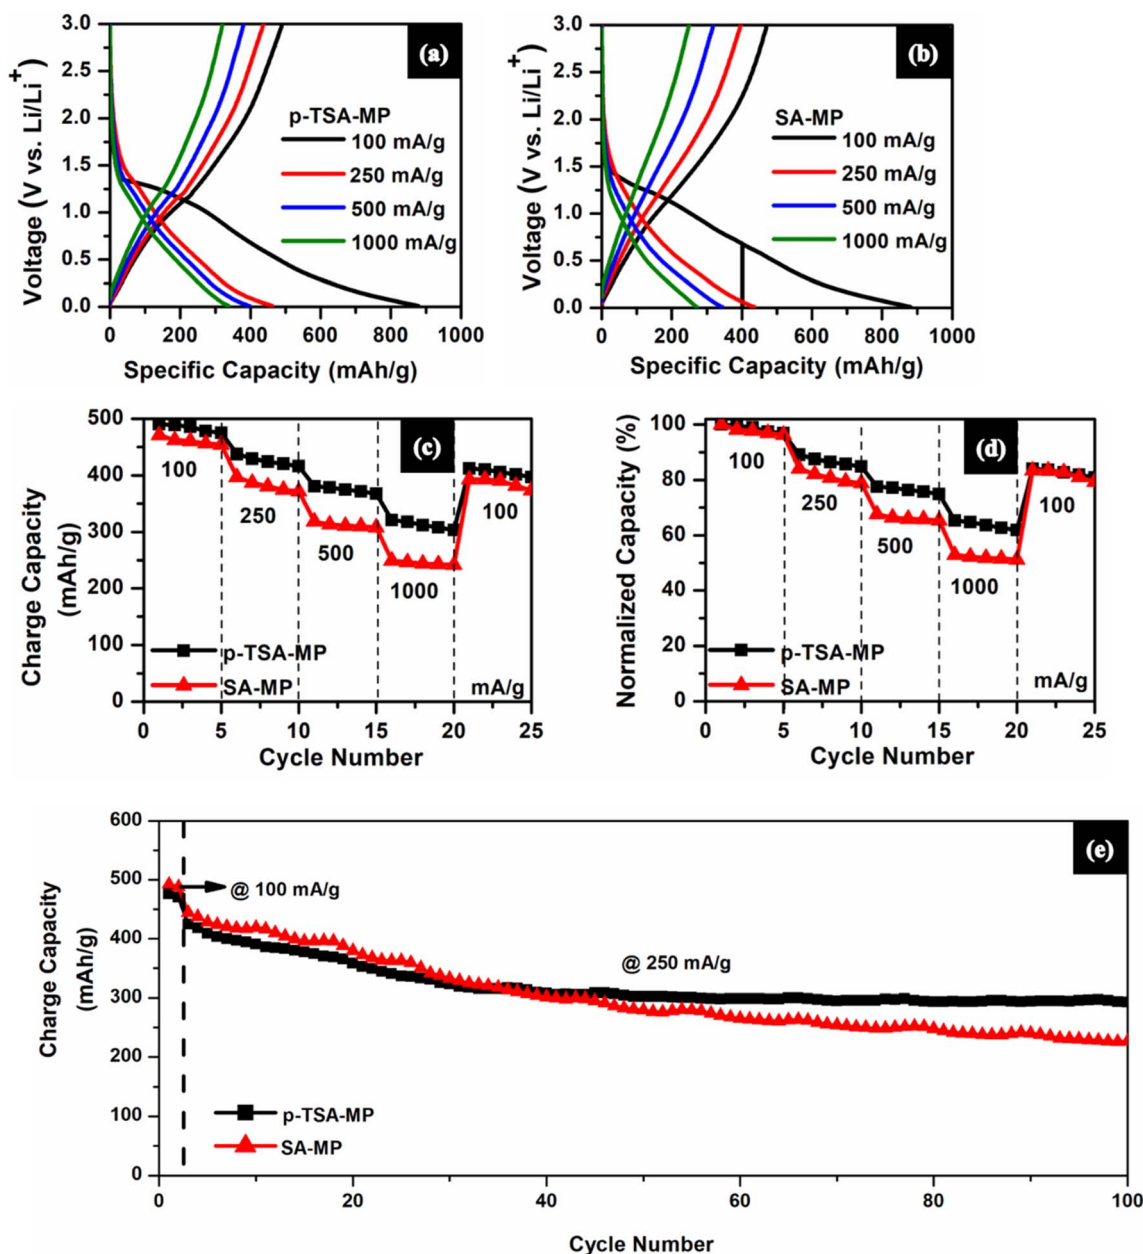 (a)
Voltage (V vs. Li/Li+)
3.0
2.5
2.0
1.5
1.0
0.5
0.0
p-TSA-MP
100 mA/g
250 mA/g
500 mA/g
1000 mA/g
0 200 400 600 800 1000
Specific Capacity (mAh/g)
(b)
Voltage (V vs. Li/Li+)
3.0
2.5
2.0
1.5
1.0
0.5
0.0
SA-MP
100 mA/g
250 mA/g
500 mA/g
1000 mA/g
0 200 400 600 800 1000
Specific Capacity (mAh/g)
(c)
Charge Capacity
(mAh/g)
500
400
300
200
100
0
100
250
500
1000
100
p-TSA-MP
SA-MP
mA/g
0 5 10 15 20 25
Cycle Number
(d)
Normalized Capacity (%)
100
80
60
40
20
0
100
250
500
1000
100
p-TSA-MP
SA-MP
mA/g
0 5 10 15 20 25
Cycle Number
(e)
Charge Capacity
(mAh/g)
600
500
400
300
200
100
0
@ 100 mA/g
@ 250 mA/g
p-TSA-MP
SA-MP
0 20 40 60 80 100
Cycle Number